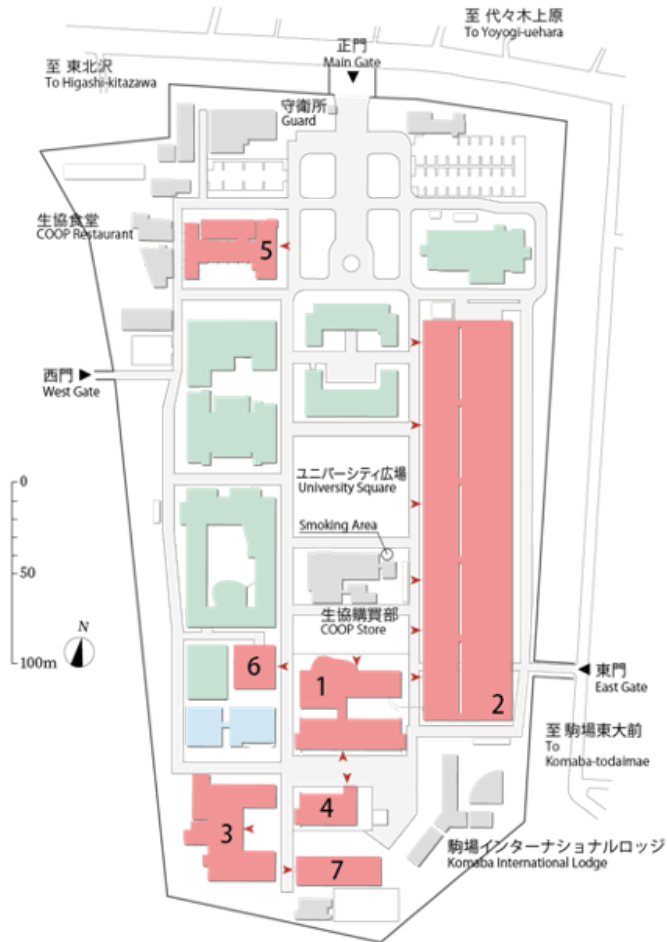 至 代々木上原
To Yoyogi-uehara
正門
Main Gate
至 東北沢
To Higashi-kitazawa
守衛所
Guard
生協食堂
COOP Restaurant
5
西門
West Gate
ユニバーシティ広場
University Square
Smoking Area
0
50
100m
N
生協購買部
COOP Store
6
1
2
東門
East Gate
至 駒場東大前
To
Komaba-todaimae
4
3
7
駒場インターナショナルロッジ
Komaba International Lodge